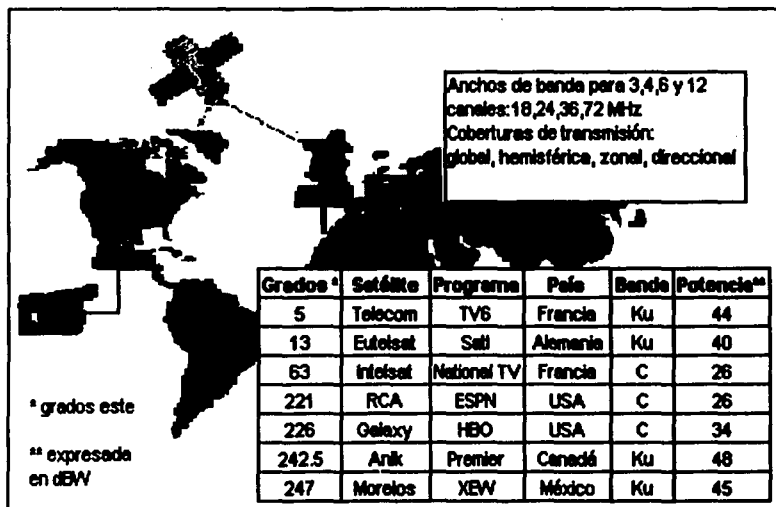 Anchos de banda para 3,4,6 y 12
canales:18,24,36,72 MHz
Coberturas de transmisión:
global, hemisférica, zonal, direccional
Grados * Satélite Programa País Banda Potencia**
5 Telecom TV6 Francia Ku 44
13 Eutelsat Sat1 Alemania Ku 40
63 Intelsat National TV Francia C 26
221 RCA ESPN USA C 26
226 Galaxy HBO USA C 34
242.5 Anik Premier Canadá Ku 48
247 Morelos XEW México Ku 45
* grados este
** expresada
en dBW